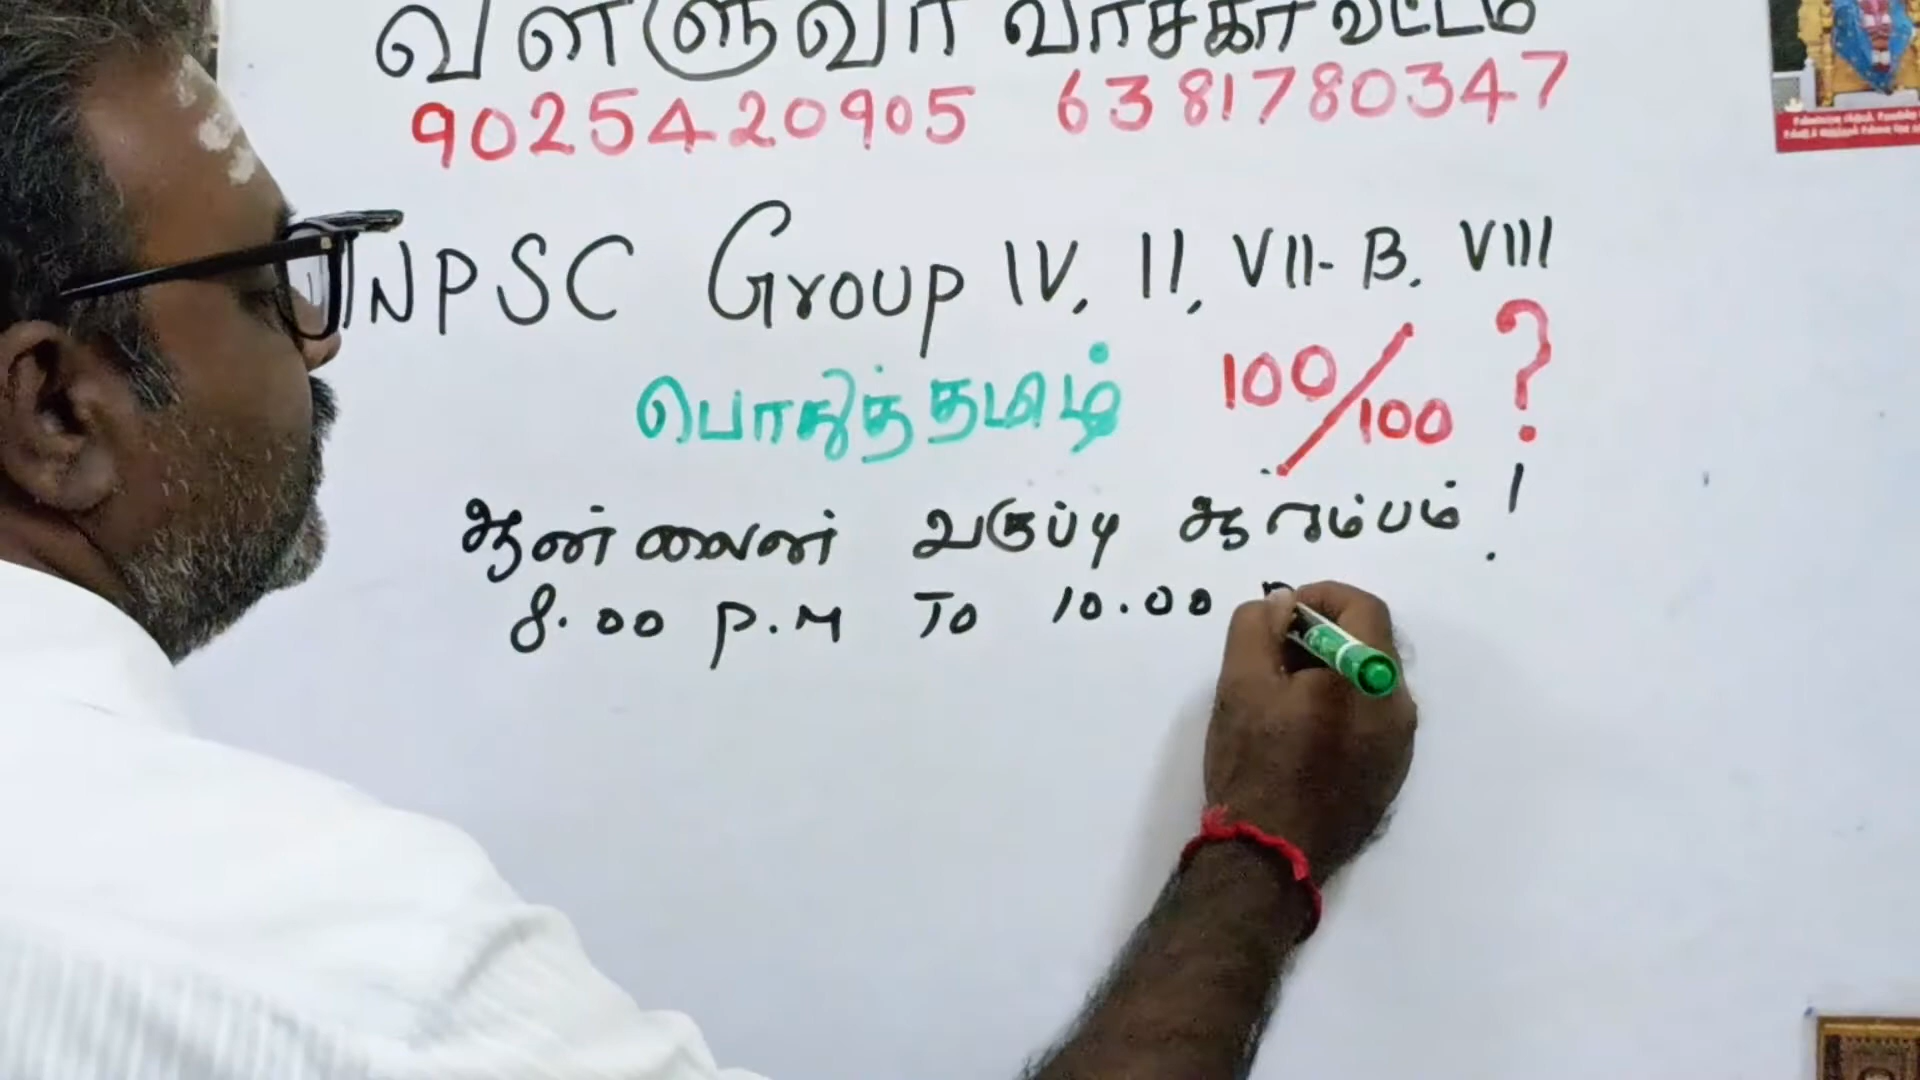 வள்ளுவர் வாசகர் வட்டம்
9025420905 6381780347
TNPSC Group IV, II, VII-B, VIII
பொதுத்தமிழ் 100/100 ?
ஆன்லைன் வகுப்பு ஆரம்பம் !
8.00 P.M To 10.00